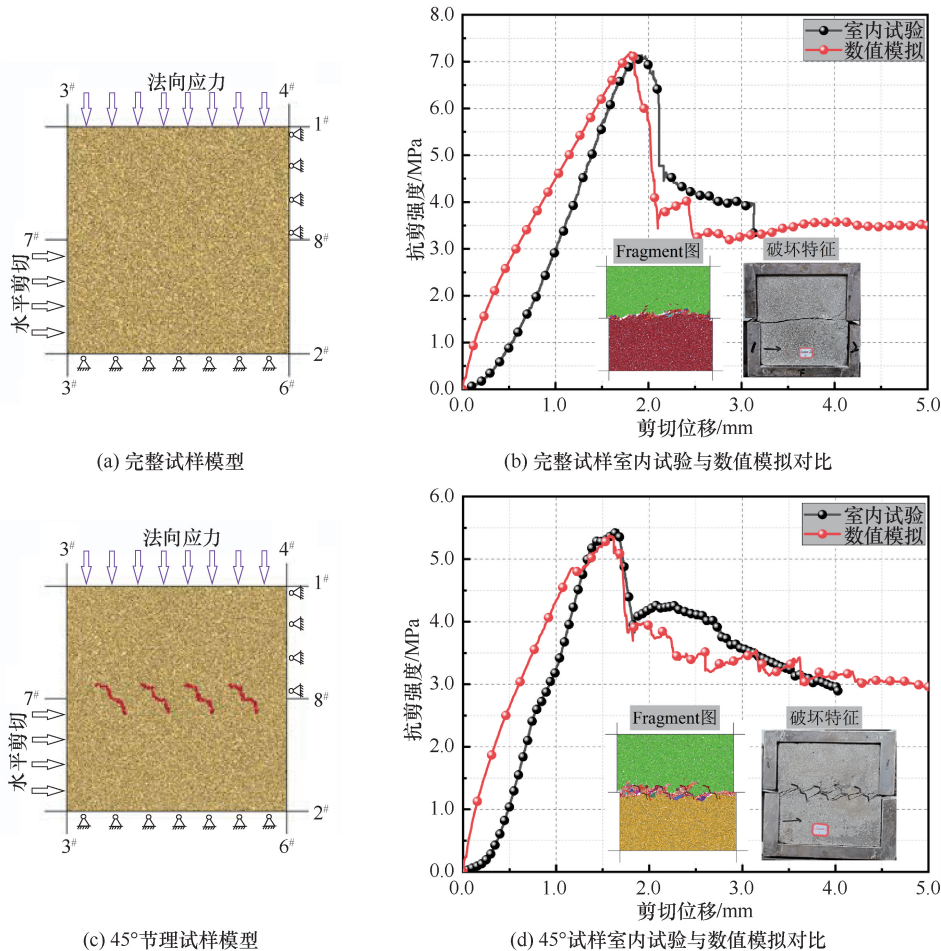 法向应力
3#
4#
1#
7#
8#
水平剪切
2#
3#
6#
(a) 完整试样模型
8.0
7.0
6.0
5.0
4.0
3.0
2.0
1.0
0.0
抗剪强度/MPa
室内试验
数值模拟
Fragment图
破坏特征
0.0
1.0
2.0
3.0
4.0
5.0
剪切位移/mm
(b) 完整试样室内试验与数值模拟对比
法向应力
3#
4#
1#
7#
8#
水平剪切
2#
3#
6#
(c) 45°节理试样模型
6.0
5.0
4.0
3.0
2.0
1.0
0.0
抗剪强度/MPa
室内试验
数值模拟
Fragment图
破坏特征
0.0
1.0
2.0
3.0
4.0
5.0
剪切位移/mm
(d) 45°试样室内试验与数值模拟对比